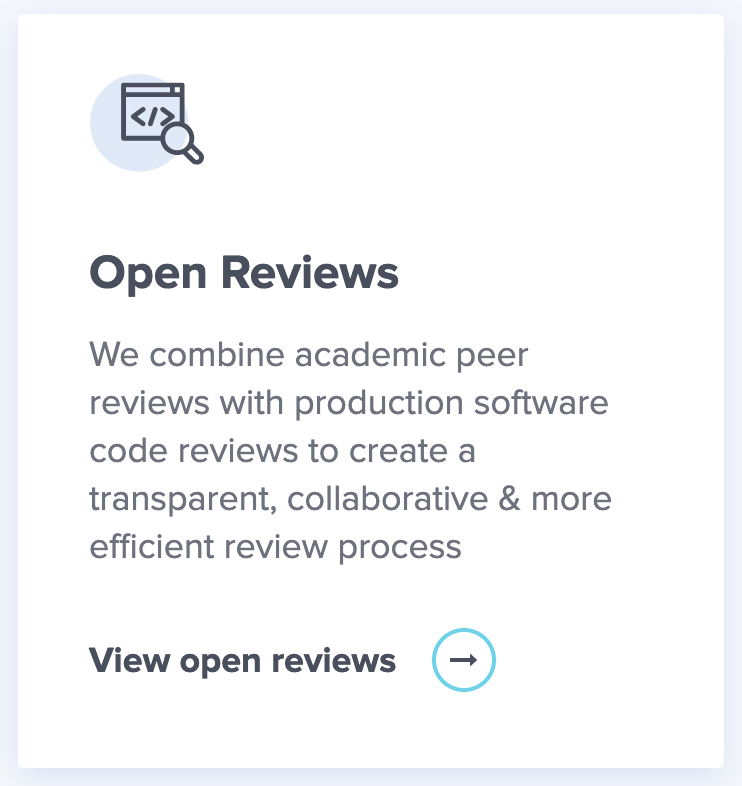 </>
Open Reviews
We combine academic peer
reviews with production software
code reviews to create a
transparent, collaborative & more
efficient review process
View open reviews